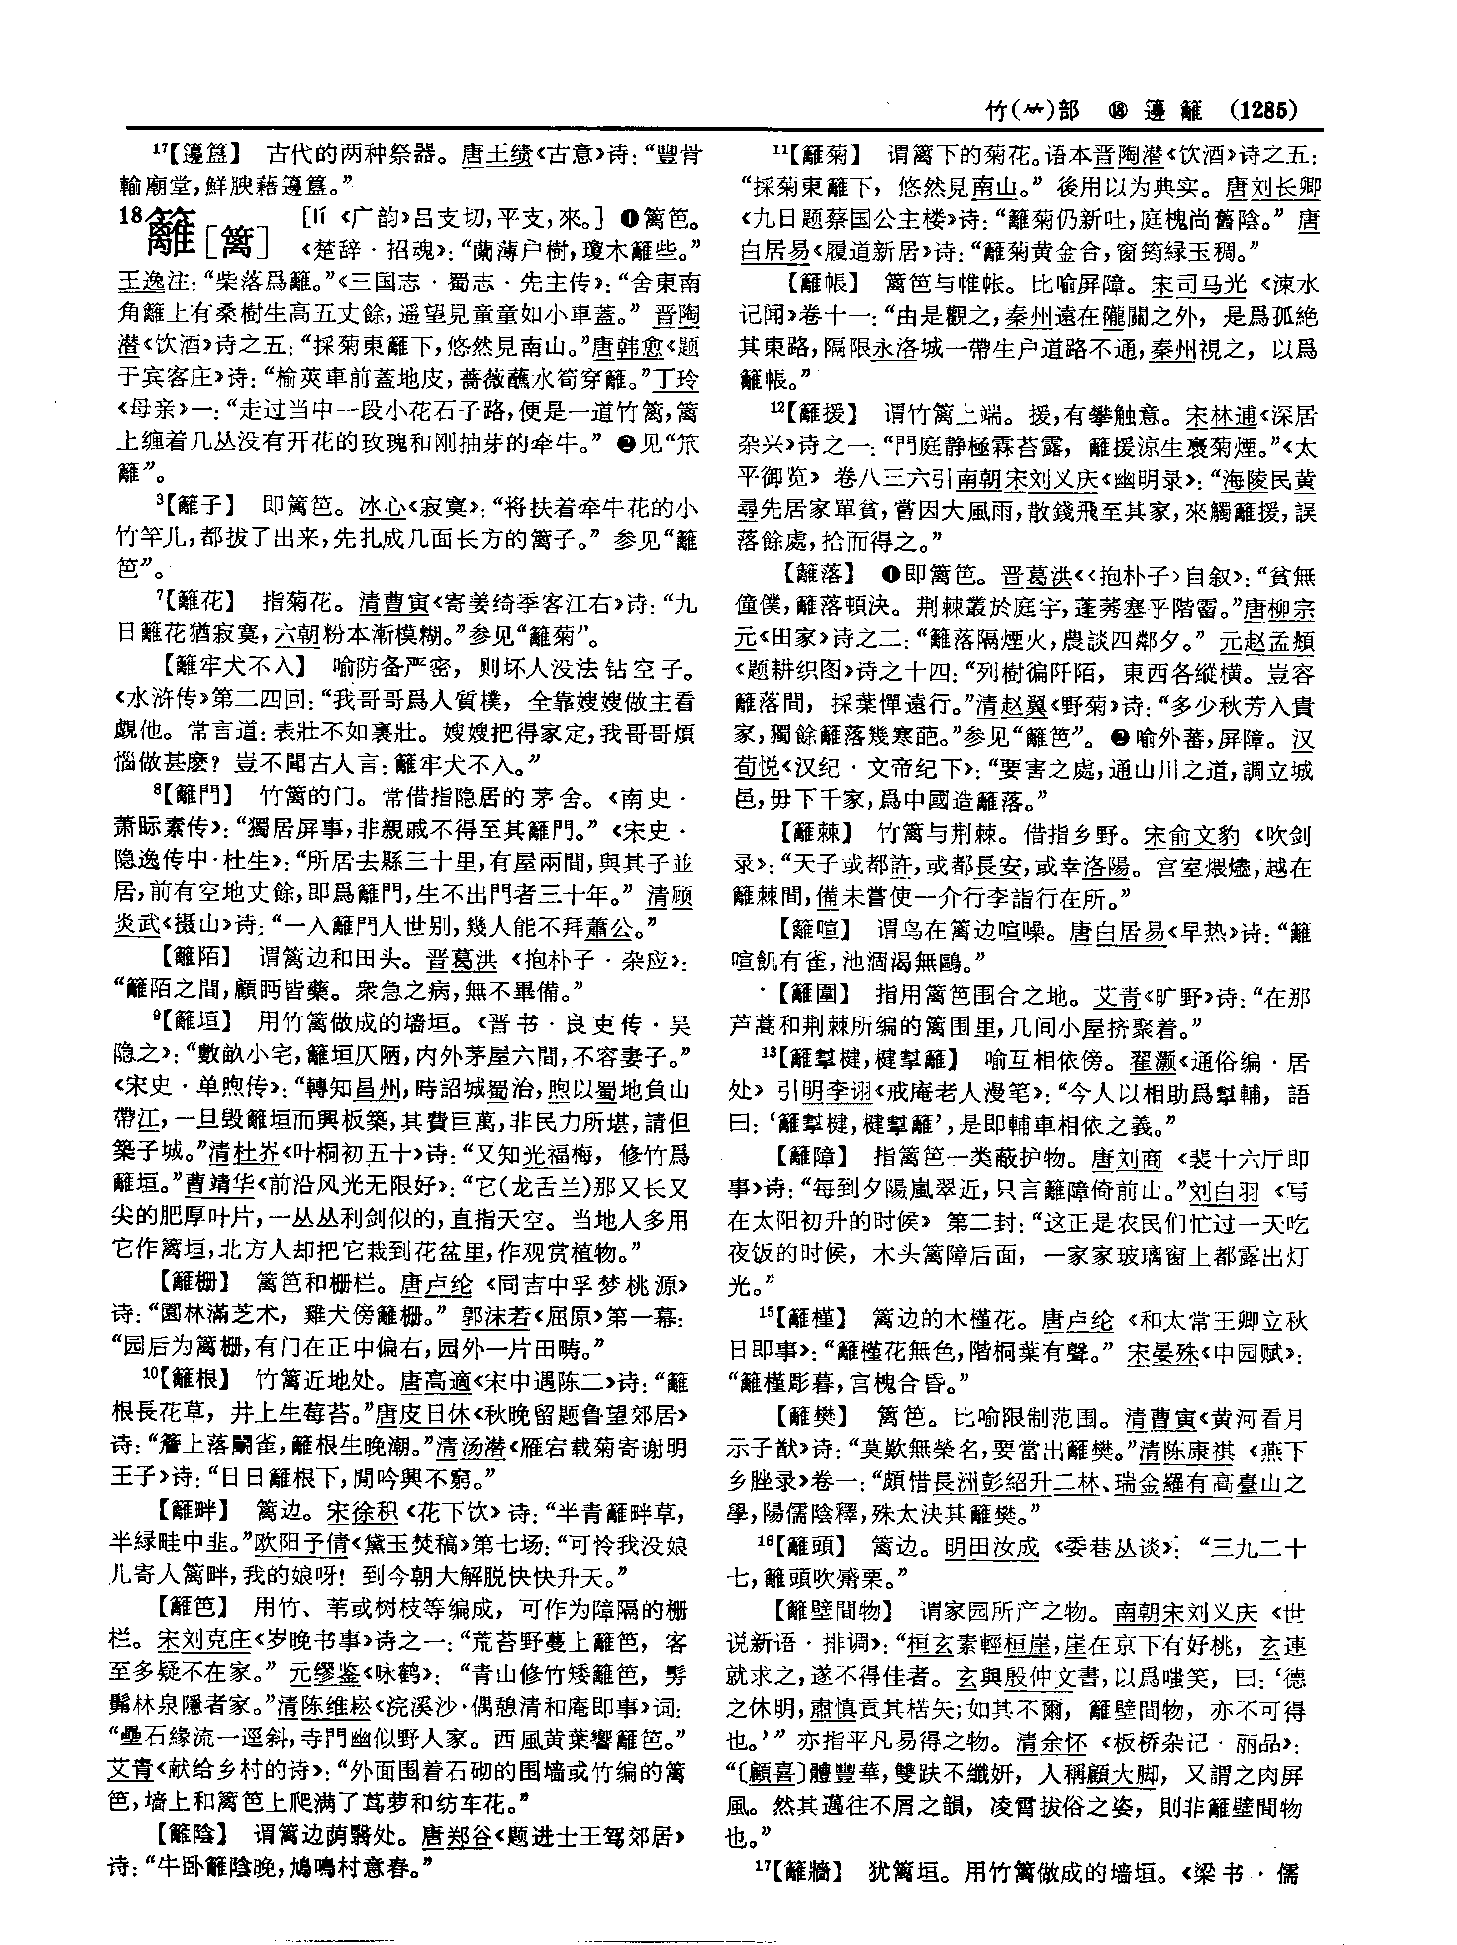 竹(⺮)部 ⑱ 籩 籬 (1285)
¹⁷【籩簋】 古代的两种祭器。唐王绩《古意》诗：“豐骨
輸廟堂，鮮腴藉籩簋。”
18籬[篱] [lí 《广韵》吕支切，平支，來。] ❶篱笆。
《楚辞·招魂》：“蘭薄户樹，瓊木籬些。”
王逸注：“柴落爲籬。”《三国志·蜀志·先主传》：“舍東南
角籬上有桑樹生高五丈餘，遥望見童童如小車蓋。” 晋陶
潜《饮酒》诗之五：“採菊東籬下，悠然見南山。”唐韩愈《题
于宾客庄》诗：“榆莢車前蓋地皮，薔薇蘸水筍穿籬。”丁玲
《母亲》一：“走过当中一段小花石子路，便是一道竹篱，篱
上缠着几丛没有开花的玫瑰和刚抽芽的牵牛。” ❷见“笊
籬”。
³【籬子】 即篱笆。冰心《寂寞》：“将扶着牵牛花的小
竹竿儿，都拔了出来，先扎成几面长方的篱子。” 参见“籬
笆”。
⁷【籬花】 指菊花。清曹寅《寄姜绮季客江右》诗：“九
日籬花猶寂寞，六朝粉本漸模糊。”参见“籬菊”。
【籬牢犬不入】 喻防备严密，则坏人没法钻空子。
《水浒传》第二四回：“我哥哥爲人質樸，全靠嫂嫂做主看
覷他。常言道：表壯不如裏壯。嫂嫂把得家定，我哥哥煩
惱做甚麽？豈不聞古人言：籬牢犬不入。”
⁸【籬門】 竹篱的门。常借指隐居的茅舍。《南史·
萧眎素传》：“獨居屏事，非親戚不得至其籬門。”《宋史·
隐逸传中·杜生》：“所居去縣三十里，有屋兩間，與其子並
居，前有空地丈餘，即爲籬門，生不出門者三十年。” 清顾
炎武《摄山》诗：“一入籬門人世别，幾人能不拜蕭公。”
【籬陌】 谓篱边和田头。晋葛洪《抱朴子·杂应》：
“籬陌之間，顧眄皆藥。衆急之病，無不畢備。”
⁹【籬垣】 用竹篱做成的墙垣。《晋书·良吏传·吴
隐之》：“數畝小宅，籬垣仄陋，内外茅屋六間，不容妻子。”
《宋史·单煦传》：“轉知昌州，時詔城蜀治，煦以蜀地負山
帶江，一旦毁籬垣而興板築，其費巨萬，非民力所堪，請但
築子城。”清杜岕《叶桐初五十》诗：“又知光福梅，修竹爲
籬垣。”曹靖华《前沿风光无限好》：“它(龙舌兰)那又长又
尖的肥厚叶片，一丛丛利剑似的，直指天空。当地人多用
它作篱垣，北方人却把它栽到花盆里，作观赏植物。”
【籬栅】 篱笆和栅栏。唐卢纶《同吉中孚梦桃源》
诗：“園林滿芝术，雞犬傍籬栅。” 郭沫若《屈原》第一幕：
“园后为篱栅，有门在正中偏右，园外一片田畴。”
¹⁰【籬根】 竹篱近地处。唐高適《宋中遇陈二》诗：“籬
根長花草，井上生莓苔。”唐皮日休《秋晚留题鲁望郊居》
诗：“簷上落鬭雀，籬根生晚潮。”清汤潜《雁宕载菊寄谢明
王子》诗：“日日籬根下，閒吟興不窮。”
【籬畔】 篱边。宋徐积《花下饮》诗：“半青籬畔草，
半緑畦中韭。”欧阳予倩《黛玉焚稿》第七场：“可怜我没娘
儿寄人篱畔，我的娘呀！到今朝大解脱快快升天。”
【籬笆】 用竹、苇或树枝等编成，可作为障隔的栅
栏。宋刘克庄《岁晚书事》诗之一：“荒苔野蔓上籬笆，客
至多疑不在家。” 元缪鉴《咏鹤》：“青山修竹矮籬笆，髣
髴林泉隱者家。”清陈维崧《浣溪沙·偶憩清和庵即事》词：
“疊石緣流一逕斜，寺門幽似野人家。西風黄葉響籬笆。”
艾青《献给乡村的诗》：“外面围着石砌的围墙或竹编的篱
笆，墙上和篱笆上爬满了茑萝和纺车花。”
【籬陰】 谓篱边荫翳处。唐郑谷《题进士王驾郊居》
诗：“牛卧籬陰晚，鳩鳴村意春。”
¹¹【籬菊】 谓篱下的菊花。语本晋陶潜《饮酒》诗之五：
“採菊東籬下，悠然見南山。” 後用以为典实。唐刘长卿
《九日题蔡国公主楼》诗：“籬菊仍新吐，庭槐尚舊陰。” 唐
白居易《履道新居》诗：“籬菊黄金合，窗筠緑玉稠。”
【籬帳】 篱笆与帷帐。比喻屏障。宋司马光《涑水
记闻》卷十一：“由是觀之，秦州遠在隴關之外，是爲孤絶
其東路，隔限永洛城一帶生户道路不通，秦州視之，以爲
籬帳。”
¹²【籬援】 谓竹篱上端。援，有攀触意。宋林逋《深居
杂兴》诗之一：“門庭静極霖苔露，籬援涼生裛菊煙。”《太
平御览》卷八三六引南朝宋刘义庆《幽明录》：“海陵民黄
尋先居家單貧，嘗因大風雨，散錢飛至其家，來觸籬援，誤
落餘處，拾而得之。”
【籬落】 ❶即篱笆。晋葛洪《〈抱朴子〉自叙》：“貧無
僮僕，籬落頓決。荆棘叢於庭宇，蓬莠塞乎階霤。”唐柳宗
元《田家》诗之二：“籬落隔煙火，農談四鄰夕。” 元赵孟頫
《题耕织图》诗之十四：“列樹徧阡陌，東西各縱横。豈容
籬落間，採葉憚遠行。”清赵翼《野菊》诗：“多少秋芳入貴
家，獨餘籬落幾寒葩。”参见“籬笆”。❷喻外蕃，屏障。汉
荀悦《汉纪·文帝纪下》：“要害之處，通山川之道，調立城
邑，毋下千家，爲中國造籬落。”
【籬棘】 竹篱与荆棘。借指乡野。宋俞文豹《吹剑
录》：“天子或都許，或都長安，或幸洛陽。宫室煨燼，越在
籬棘間，備未嘗使一介行李詣行在所。”
【籬喧】 谓鸟在篱边喧噪。唐白居易《早热》诗：“籬
喧飢有雀，池涸渴無鷗。”
【籬圍】 指用篱笆围合之地。艾青《旷野》诗：“在那
芦蒿和荆棘所编的篱围里，几间小屋挤聚着。”
¹³【籬揧楗，楗揧籬】 喻互相依傍。翟灏《通俗编·居
处》引明李诩《戒庵老人漫笔》：“今人以相助爲揧輔，語
曰：‘籬揧楗，楗揧籬’，是即輔車相依之義。”
【籬障】 指篱笆一类蔽护物。唐刘商《裴十六厅即
事》诗：“每到夕陽嵐翠近，只言籬障倚前山。”刘白羽《写
在太阳初升的时候》第二封：“这正是农民们忙过一天吃
夜饭的时候，木头篱障后面，一家家玻璃窗上都露出灯
光。”
¹⁵【籬槿】 篱边的木槿花。唐卢纶《和太常王卿立秋
日即事》：“籬槿花無色，階桐葉有聲。” 宋晏殊《中园赋》：
“籬槿彫暮，宫槐合昏。”
【籬樊】 篱笆。比喻限制范围。清曹寅《黄河看月
示子猷》诗：“莫歎無榮名，要當出籬樊。”清陈康祺《燕下
乡脞录》卷一：“頗惜長洲彭紹升二林、瑞金羅有高臺山之
學，陽儒陰釋，殊太決其籬樊。”
¹⁶【籬頭】 篱边。明田汝成《委巷丛谈》：“三九二十
七，籬頭吹觱栗。”
【籬壁間物】 谓家园所产之物。南朝宋刘义庆《世
说新语·排调》：“桓玄素輕桓崖，崖在京下有好桃，玄連
就求之，遂不得佳者。玄與殷仲文書，以爲嗤笑，曰：‘德
之休明，肅慎貢其楛矢；如其不爾，籬壁間物，亦不可得
也。’” 亦指平凡易得之物。清余怀《板桥杂记·丽品》：
“〔顧喜〕體豐華，雙趺不纖妍，人稱顧大脚，又謂之肉屏
風。然其邁往不屑之韻，凌霄拔俗之姿，則非籬壁間物
也。”
¹⁷【籬牆】 犹篱垣。用竹篱做成的墙垣。《梁书·儒